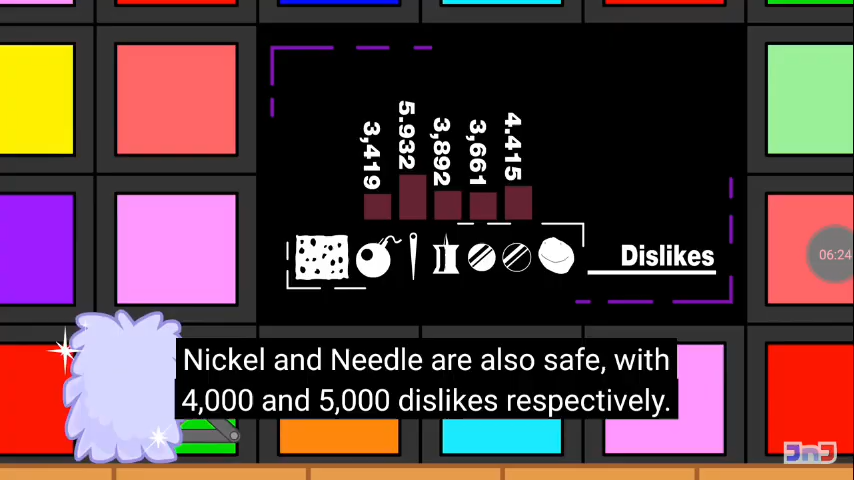 3,419
5.932
3,892
3,661
4.415
Dislikes
06:24
Nickel and Needle are also safe, with
4,000 and 5,000 dislikes respectively.
JnJ